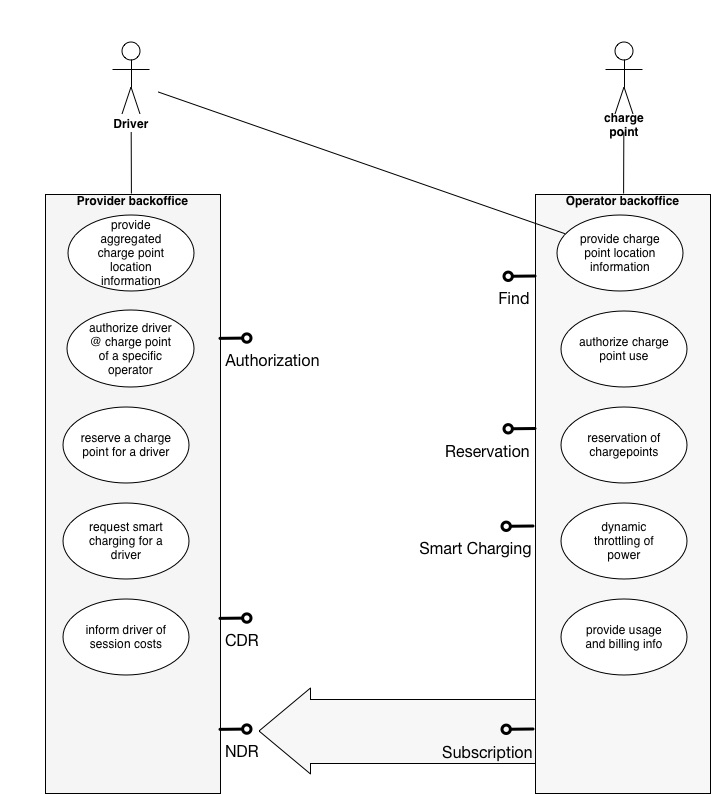 Driver
charge
point
Provider backoffice
Operator backoffice
provide
aggregated
charge point
location
information
provide charge
point location
information
Find
authorize driver
@ charge point
of a specific
operator
Authorization
authorize charge
point use
reserve a charge
point for a driver
Reservation
reservation of
chargepoints
request smart
charging for a
driver
Smart Charging
dynamic
throttling of
power
inform driver of
session costs
CDR
provide usage
and billing info
NDR
Subscription